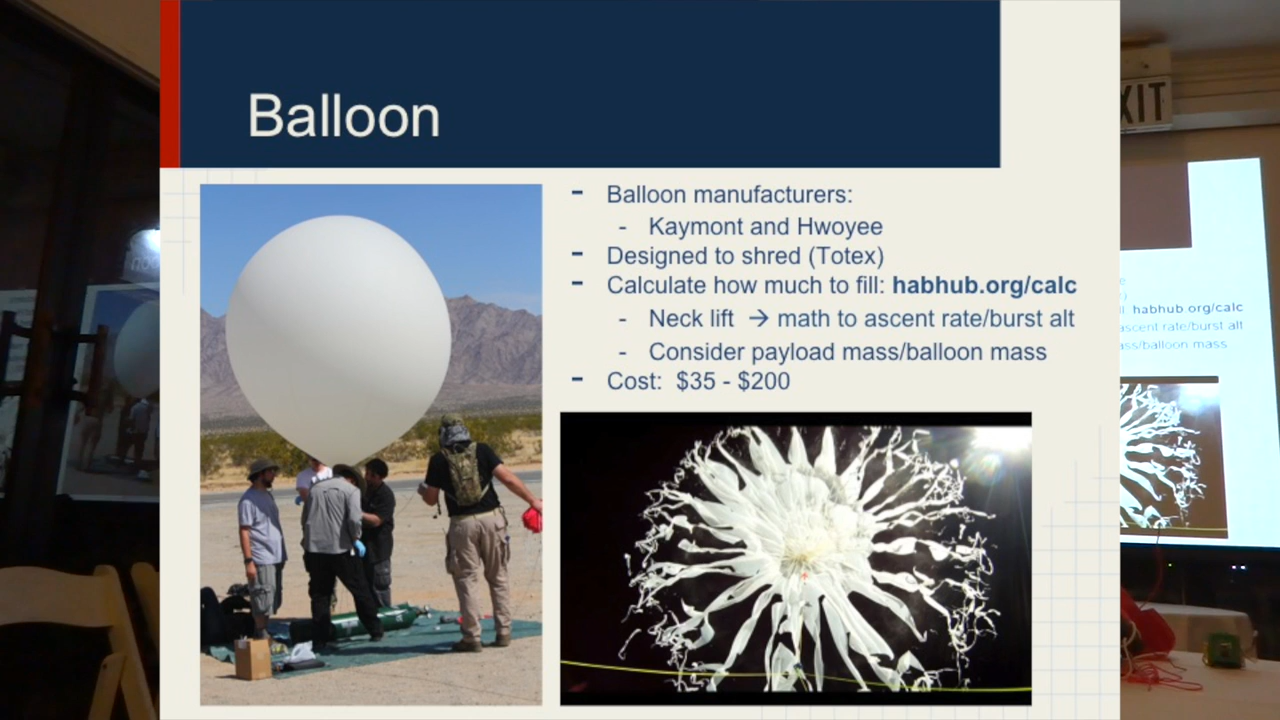 Balloon
- Balloon manufacturers:
- Kaymont and Hwoyee
- Designed to shred (Totex)
- Calculate how much to fill: habhub.org/calc
- Neck lift → math to ascent rate/burst alt
- Consider payload mass/balloon mass
- Cost: $35 - $200
XIT
habhub org/calc
ascent rate/burst alt
ass/balloon mass